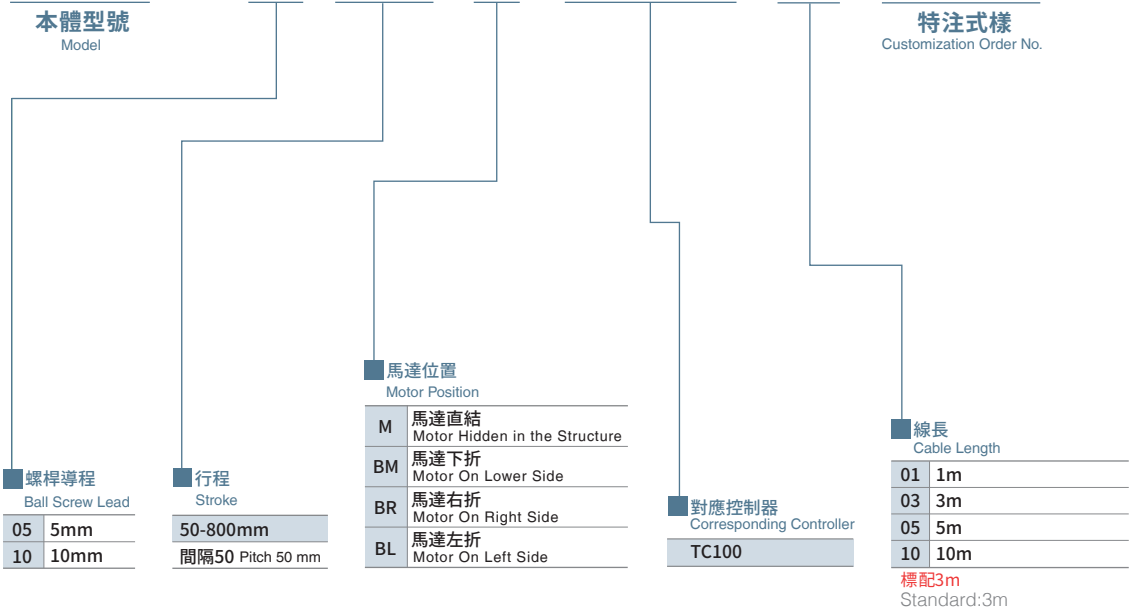 本體型號
Model
特注式樣
Customization Order No.
馬達位置
Motor Position
M 馬達直結
Motor Hidden in the Structure
BM 馬達下折
Motor On Lower Side
BR 馬達右折
Motor On Right Side
BL 馬達左折
Motor On Left Side
螺桿導程
Ball Screw Lead
05 5mm
10 10mm
行程
Stroke
50-800mm
間隔50 Pitch 50 mm
對應控制器
Corresponding Controller
TC100
線長
Cable Length
01 1m
03 3m
05 5m
10 10m
標配3m
Standard:3m